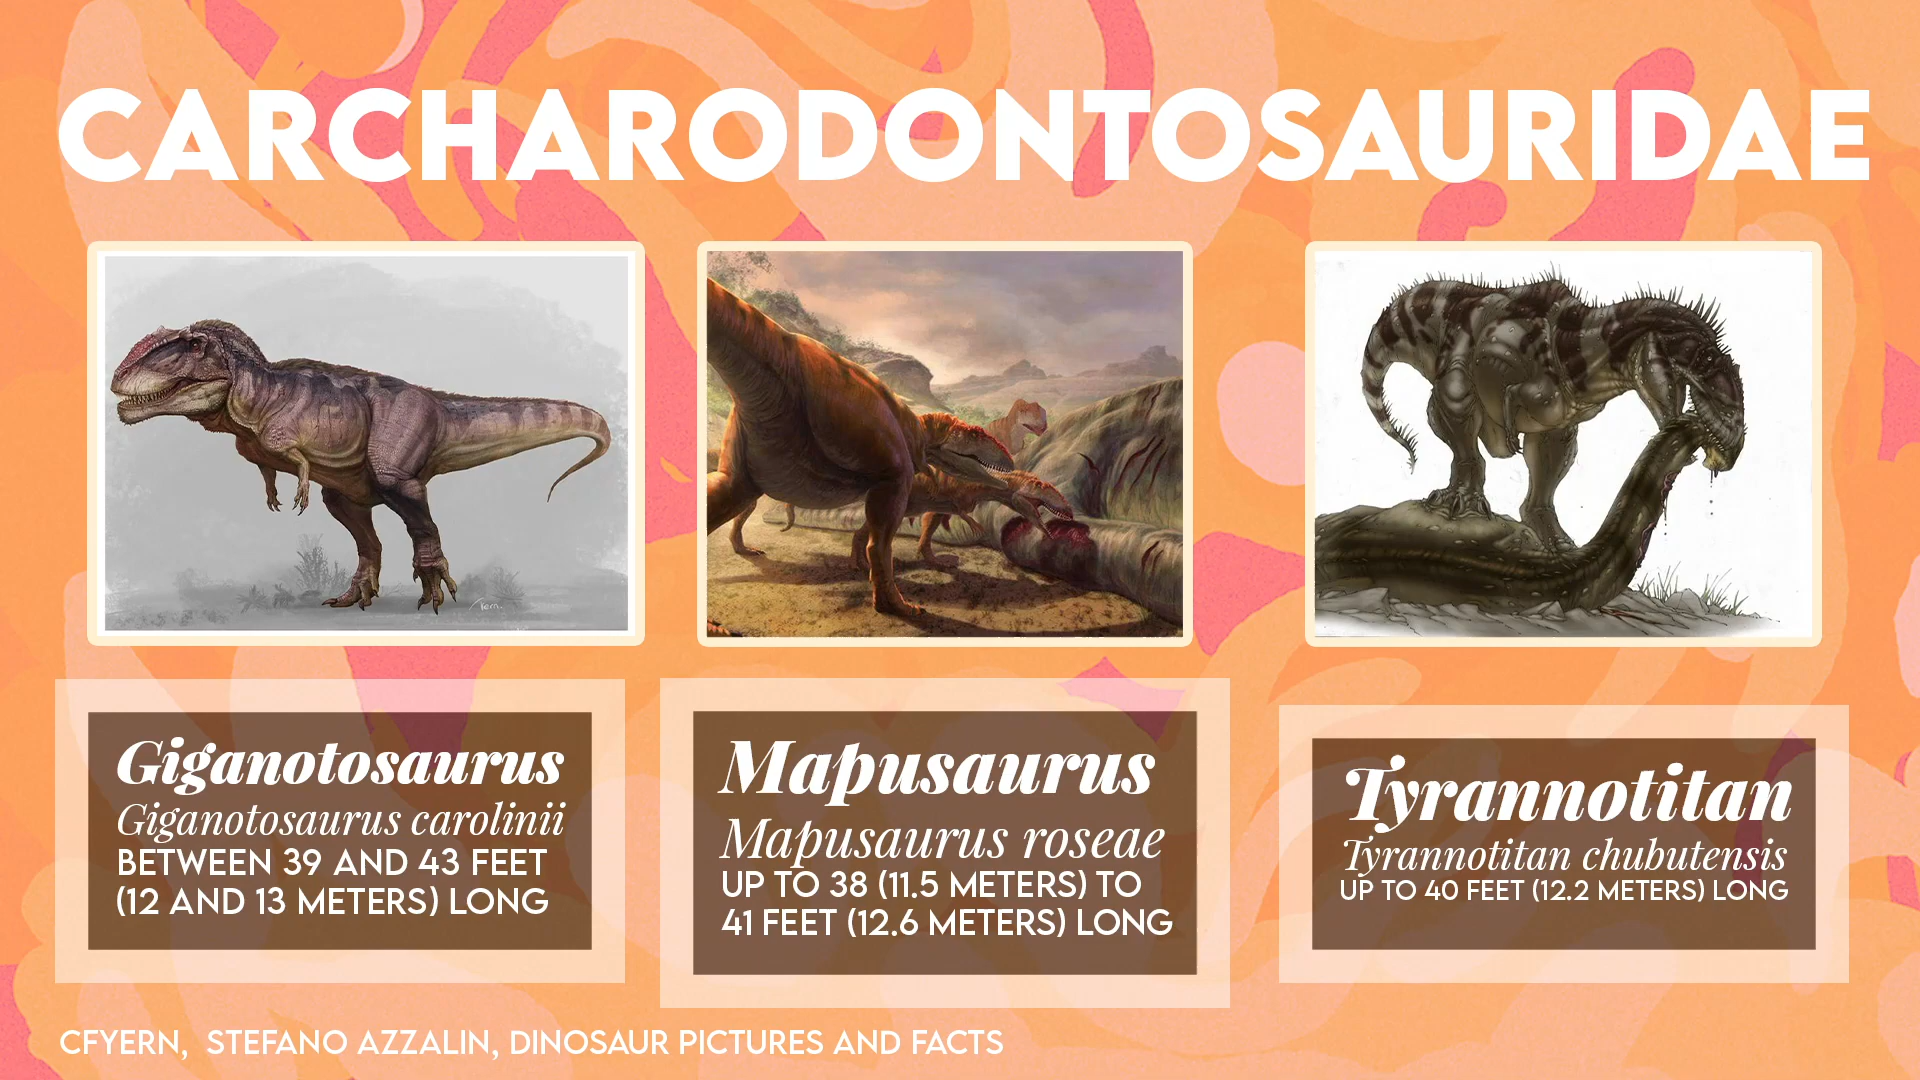 CARCHARODONTOSAURIDAE
Yern.
Giganotosaurus
Giganotosaurus carolinii
BETWEEN 39 AND 43 FEET
(12 AND 13 METERS) LONG
Mapusaurus
Mapusaurus roseae
UP TO 38 (11.5 METERS) TO
41 FEET (12.6 METERS) LONG
Tyrannotitan
Tyrannotitan chubutensis
UP TO 40 FEET (12.2 METERS) LONG
CFYERN, STEFANO AZZALIN, DINOSAUR PICTURES AND FACTS